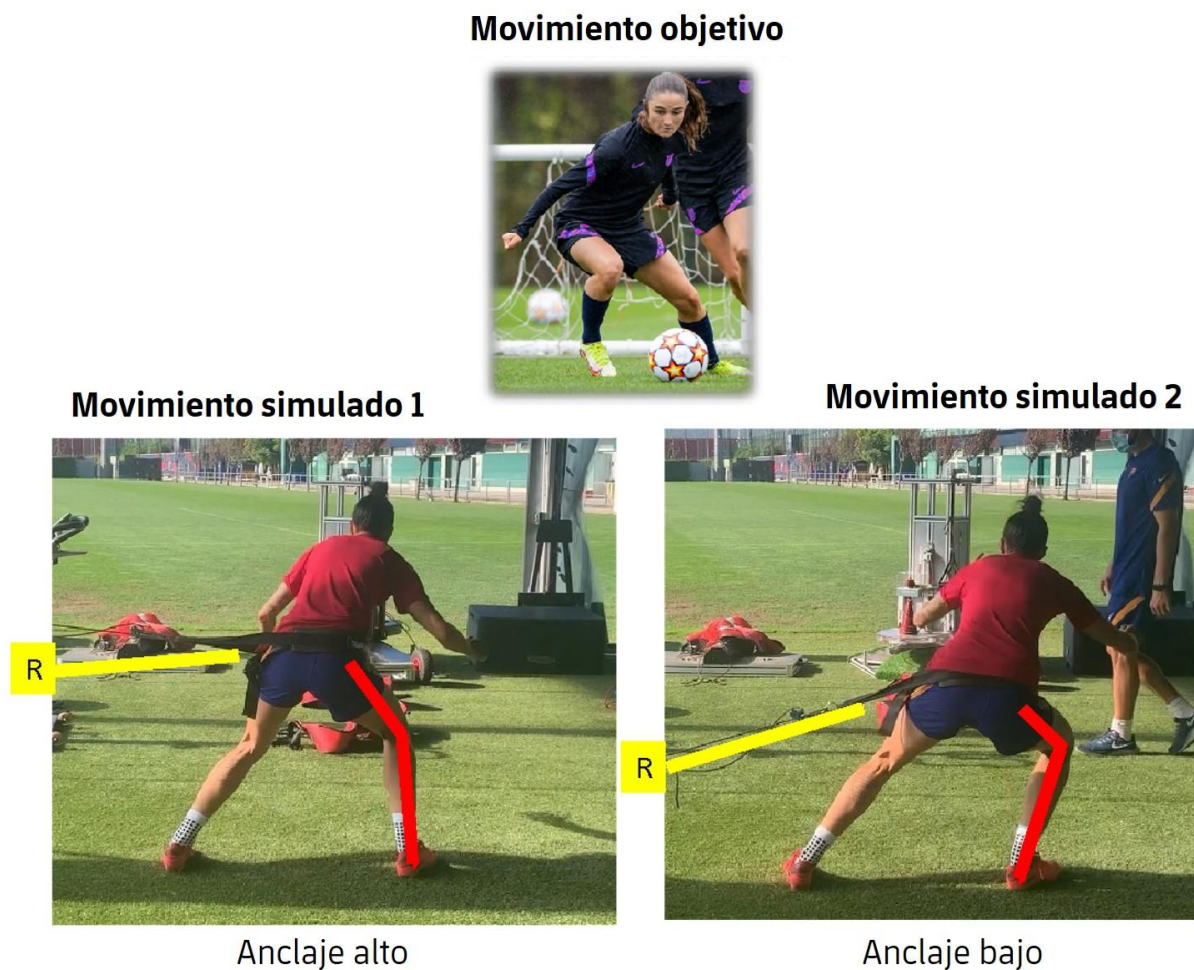 Movimiento objetivo
Movimiento simulado 1
Movimiento simulado 2
R
R
Anclaje alto
Anclaje bajo